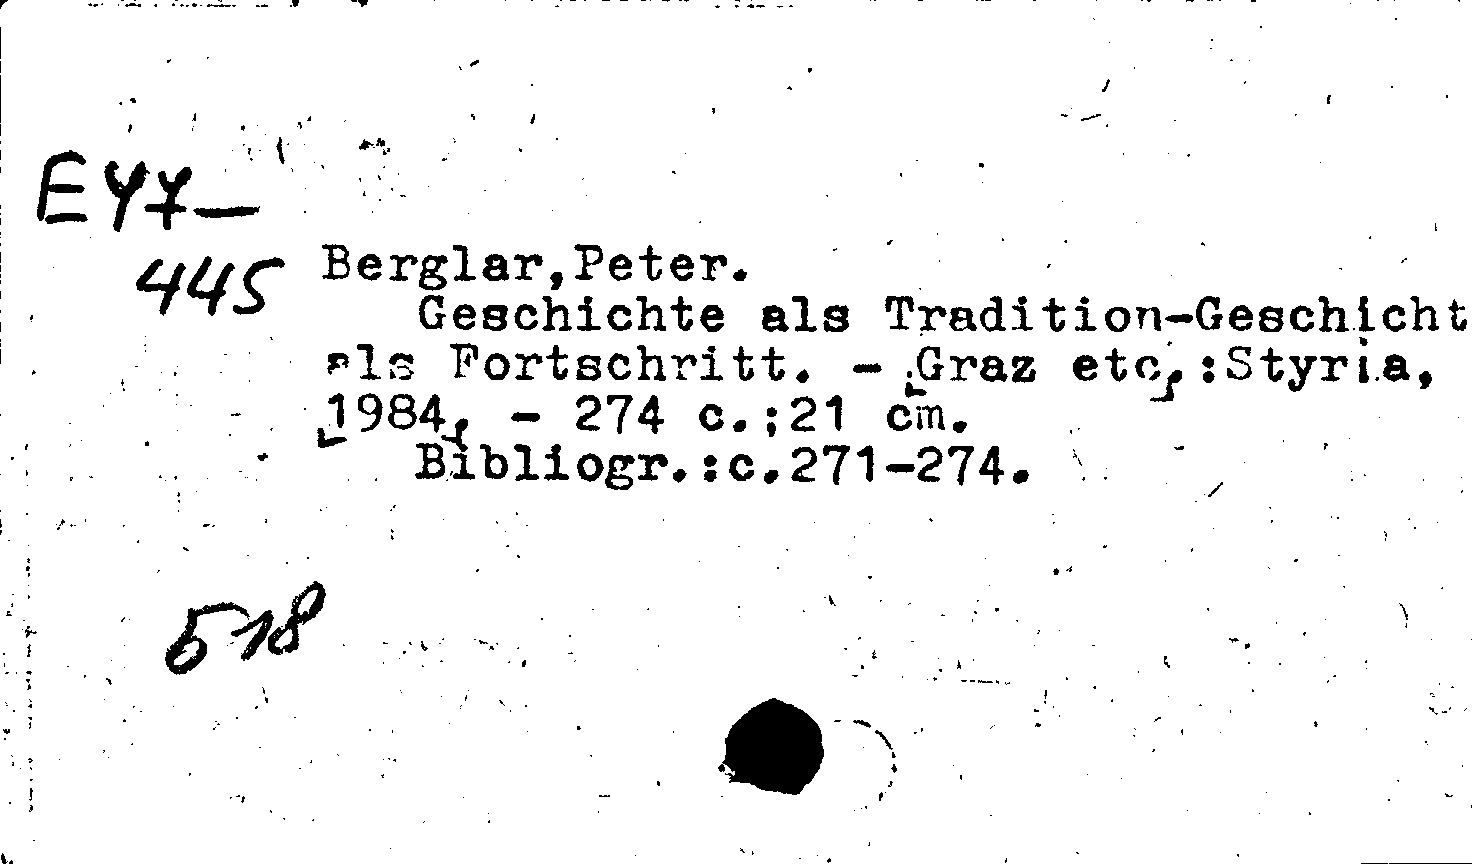 EY7-
445
Berglar,Peter.
Geschichte als Tradition-Geschicht
als Fortschritt. - [Graz etc]. :Styria,
[1984]. - 274 c.;21 cm.
Bibliogr.:c.271-274.
518